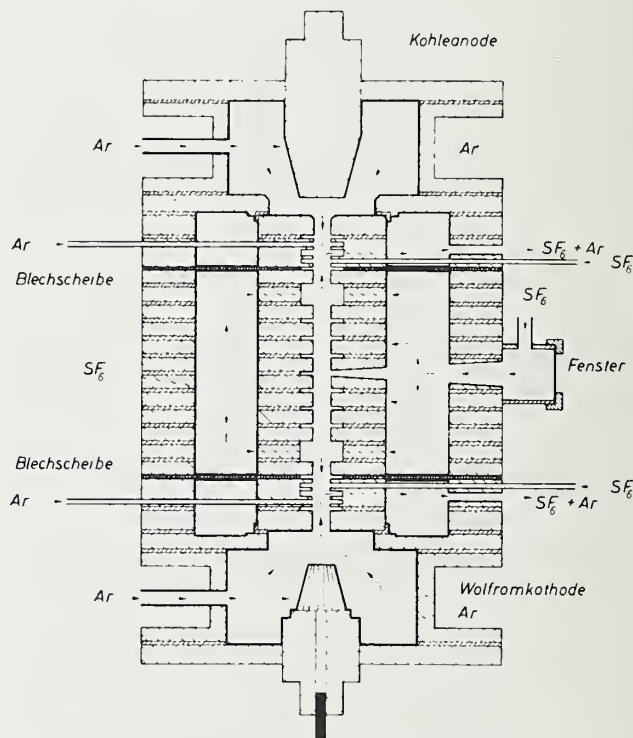 Kohleanode
Ar
Ar
Ar
SF6 + Ar
SF6
Blechscheibe
SF6
SF6
Fenster
Blechscheibe
SF6
Ar
SF6 + Ar
Wolframkathode
Ar
Ar